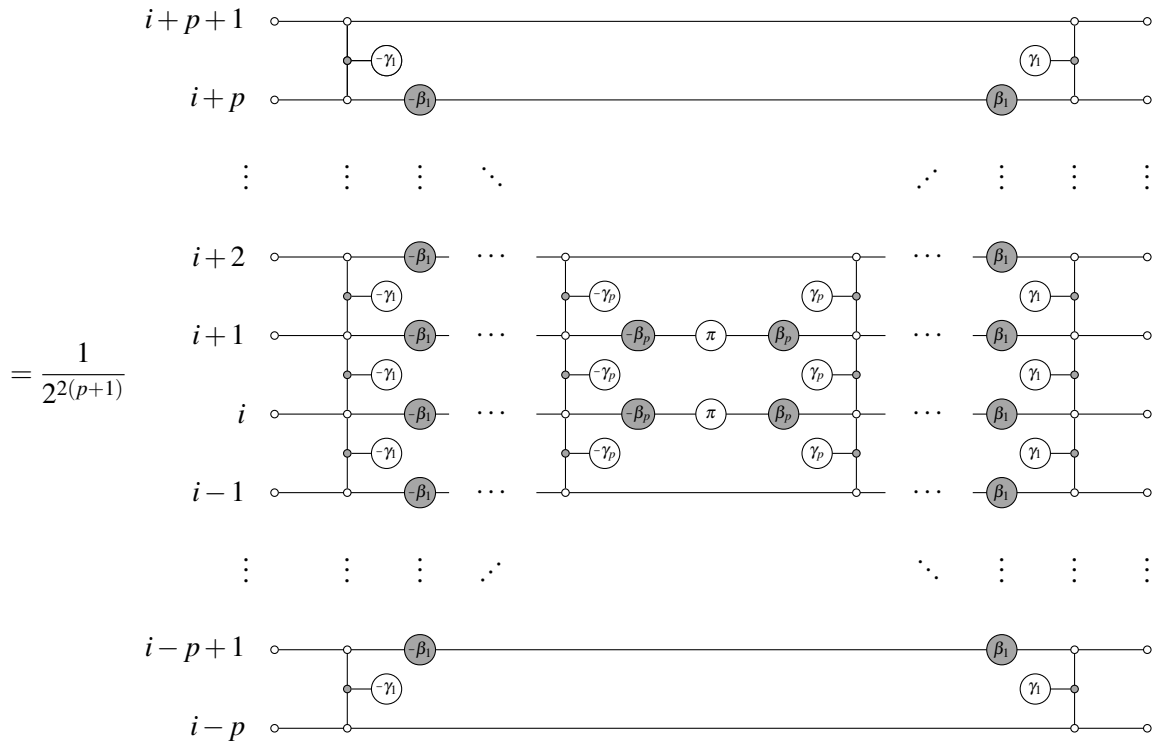 i+p+1
-γ₁ γ₁
i+p -β₁ β₁
⋮ ⋮ ⋮ ⋱ ⋰ ⋮ ⋮ ⋮
i+2 -β₁ ⋯ ⋯ β₁
-γ₁ -γₚ γₚ γ₁
i+1 -β₁ ⋯ -βₚ π βₚ ⋯ β₁
= 1/2^{2(p+1)} -γ₁ -γₚ γₚ γ₁
i -β₁ ⋯ -βₚ π βₚ ⋯ β₁
-γ₁ -γₚ γₚ γ₁
i−1 -β₁ ⋯ ⋯ β₁
⋮ ⋮ ⋮ ⋰ ⋱ ⋮ ⋮ ⋮
i−p+1 -β₁ β₁
-γ₁ γ₁
i−p